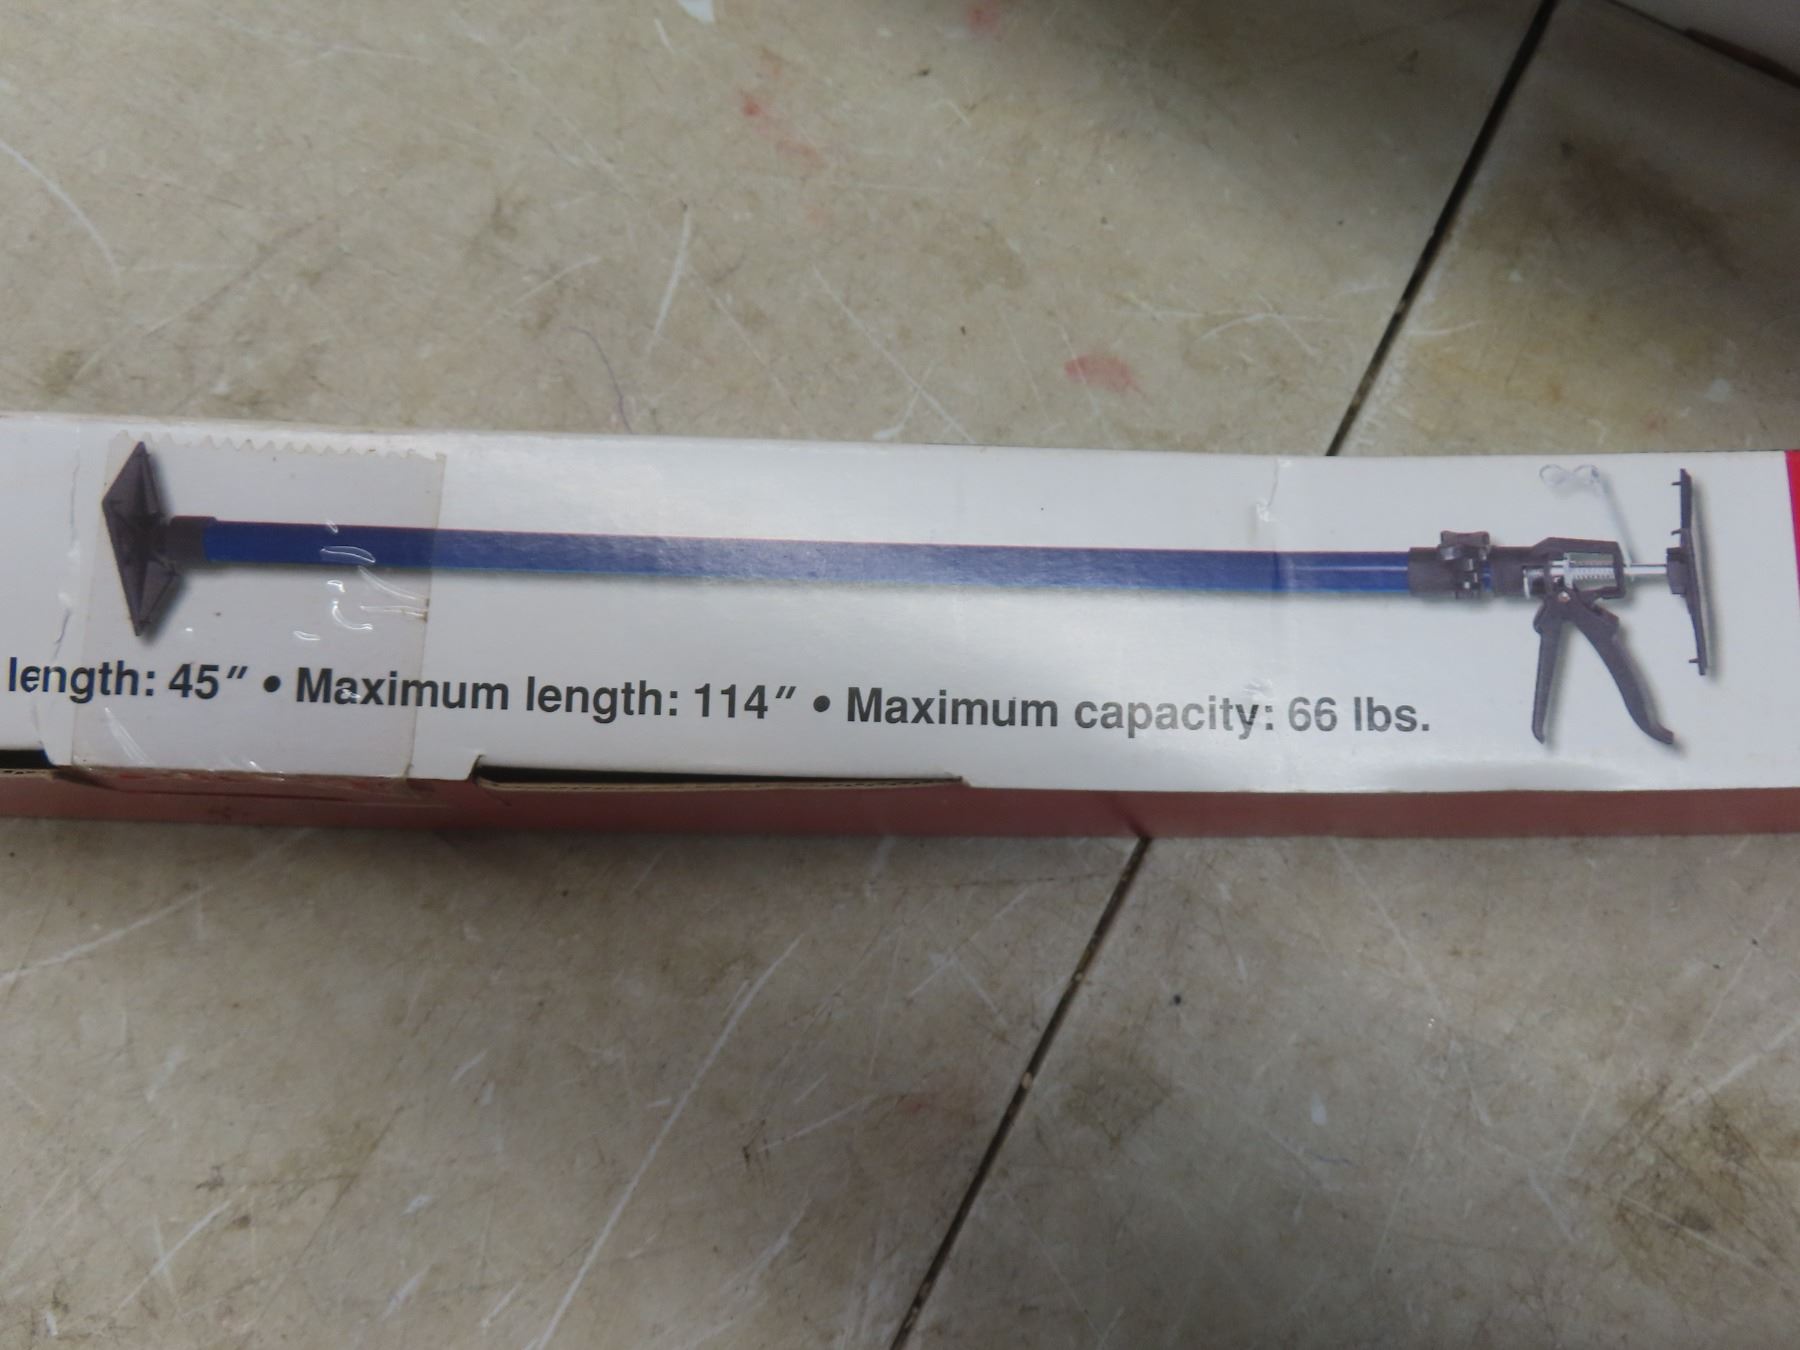 length: 45″ • Maximum length: 114″ • Maximum capacity: 66 lbs.